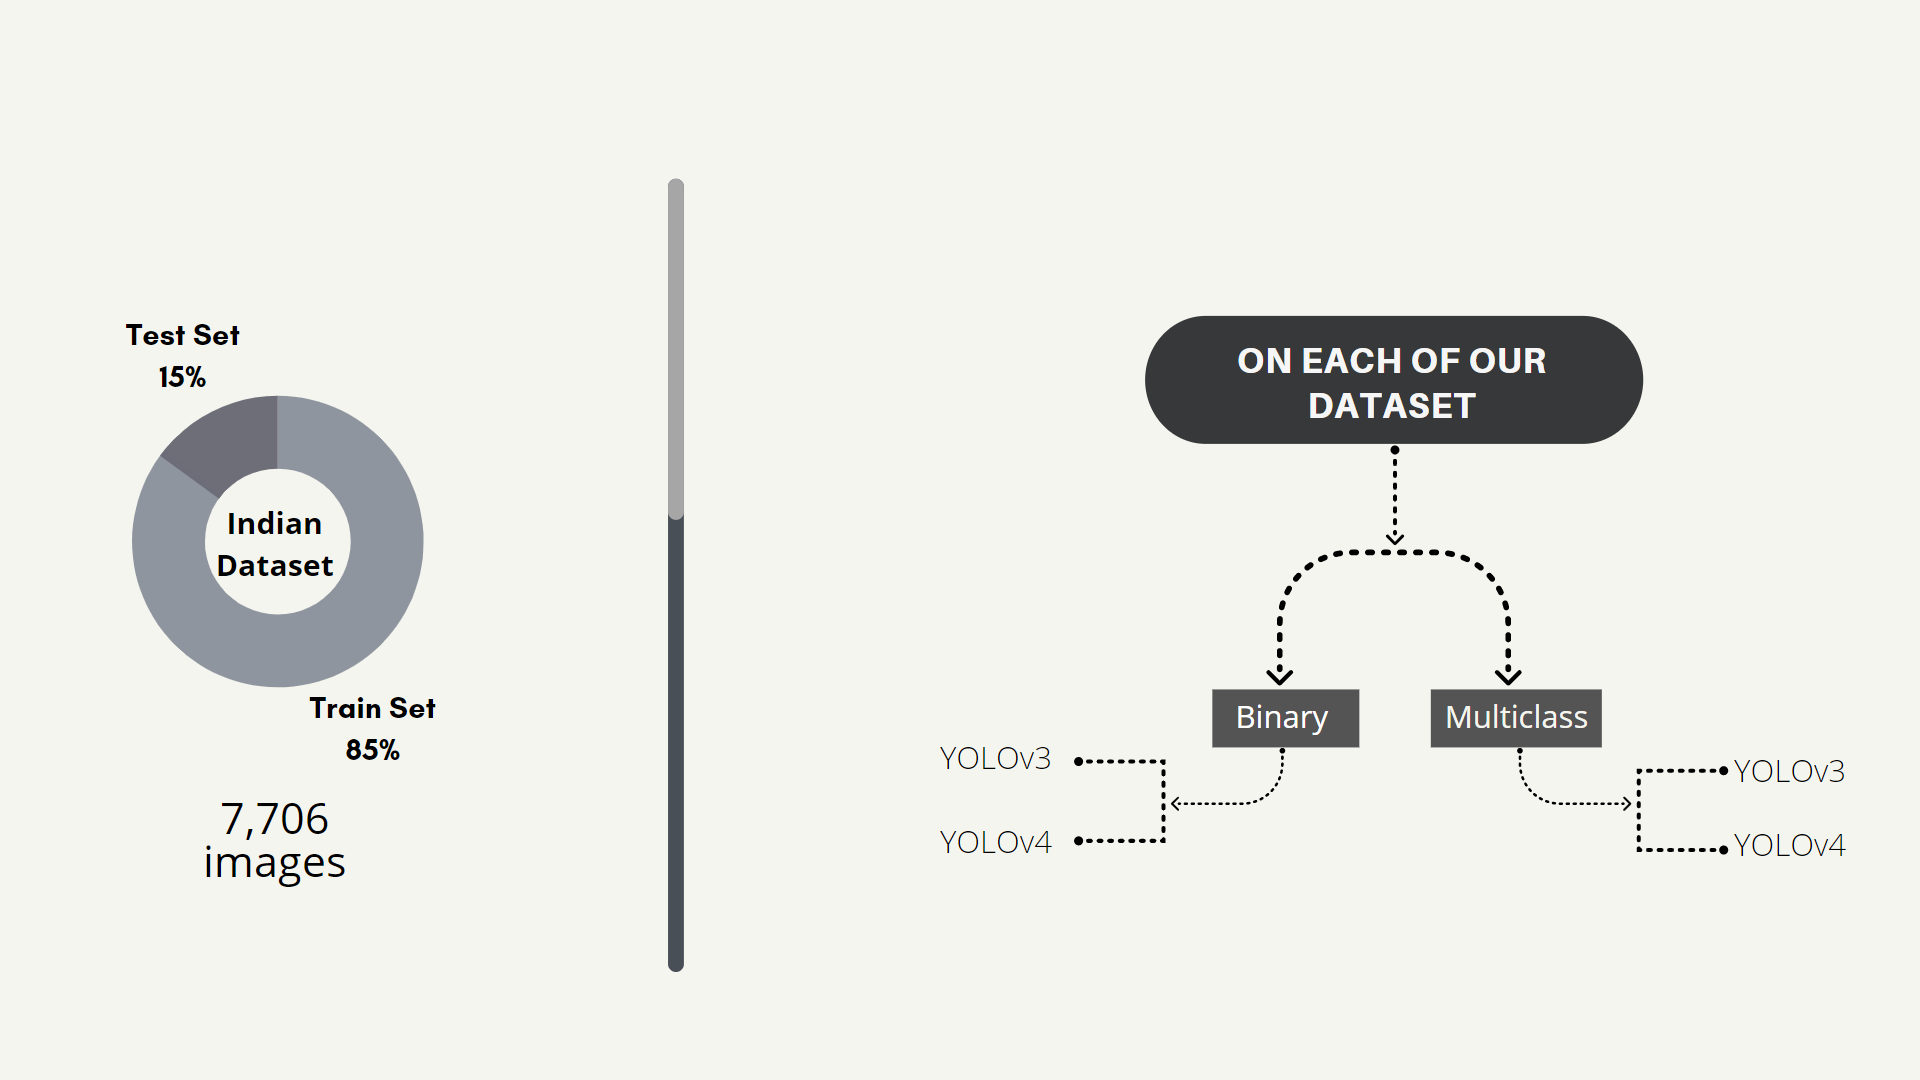 Test Set
15%
Indian
Dataset
Train Set
85%
7,706
images
ON EACH OF OUR
DATASET
Binary
Multiclass
YOLOv3
YOLOv4
YOLOv3
YOLOv4